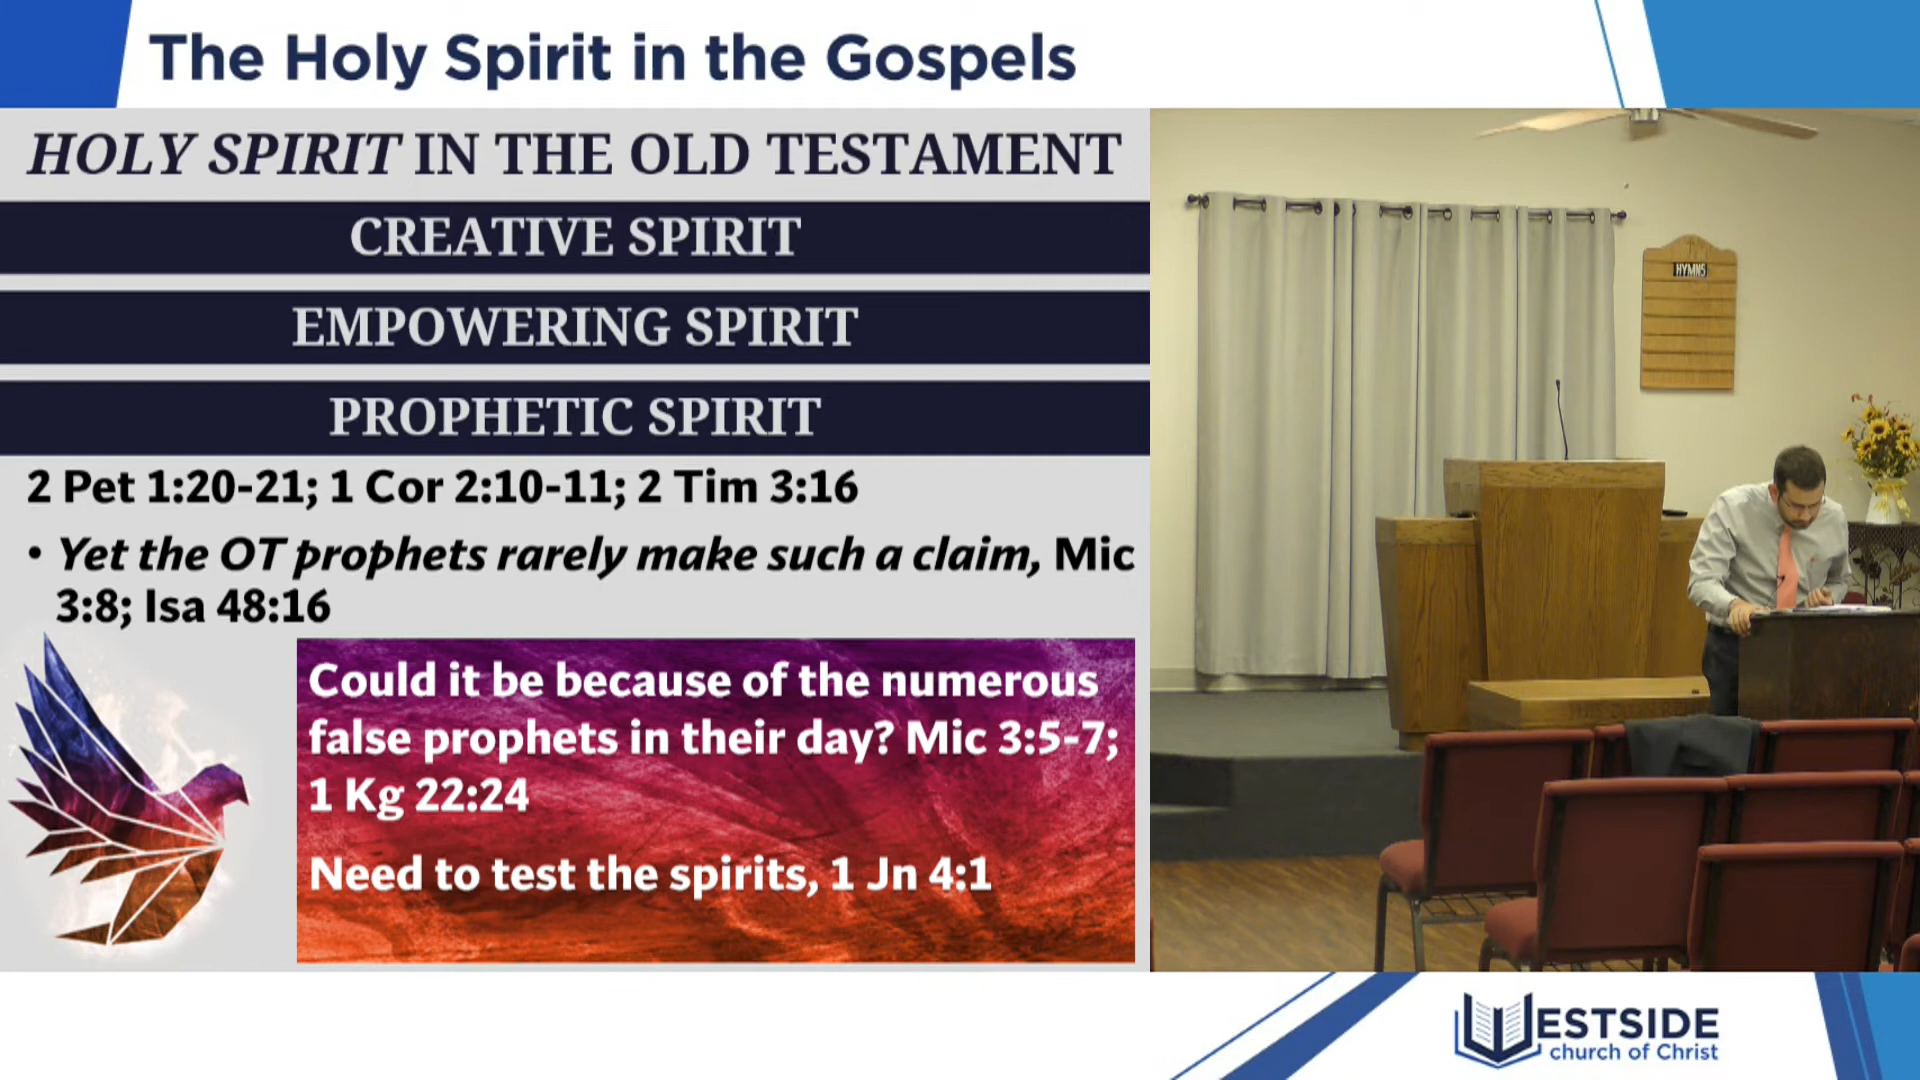 The Holy Spirit in the Gospels
HOLY SPIRIT IN THE OLD TESTAMENT
CREATIVE SPIRIT
EMPOWERING SPIRIT
PROPHETIC SPIRIT
2 Pet 1:20-21; 1 Cor 2:10-11; 2 Tim 3:16
• Yet the OT prophets rarely make such a claim, Mic
3:8; Isa 48:16
Could it be because of the numerous
false prophets in their day? Mic 3:5-7;
1 Kg 22:24
Need to test the spirits, 1 Jn 4:1
HYMNS
WESTSIDE
church of Christ